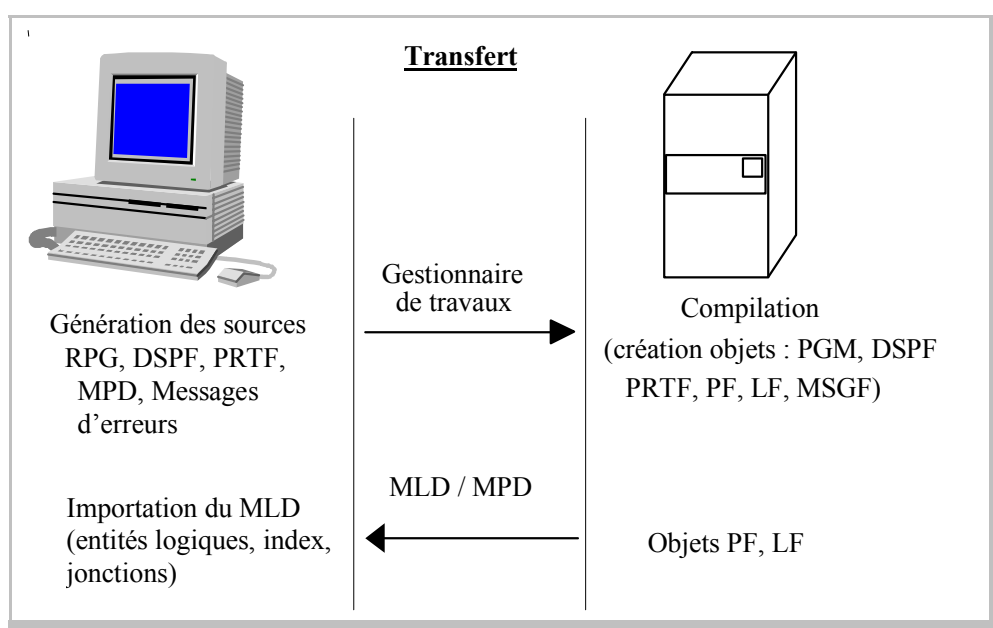 Transfert
Gestionnaire
de travaux
Génération des sources
RPG, DSPF, PRTF,
MPD, Messages
d’erreurs
Compilation
(création objets : PGM, DSPF
PRTF, PF, LF, MSGF)
MLD / MPD
Importation du MLD
(entités logiques, index,
jonctions)
Objets PF, LF